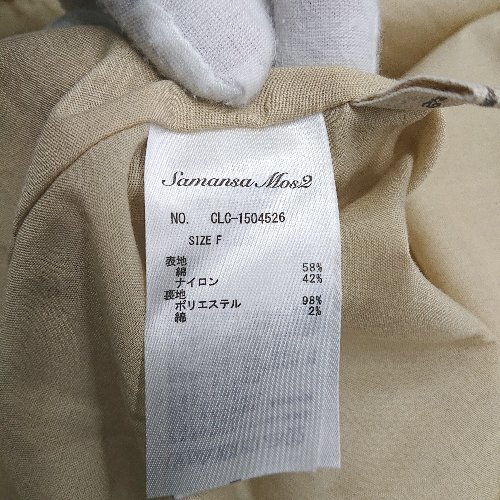 Samansa Mos2
NO. CLC-1504526
SIZE F
表地
綿 58%
ナイロン 42%
裏地
ポリエステル 98%
綿 2%